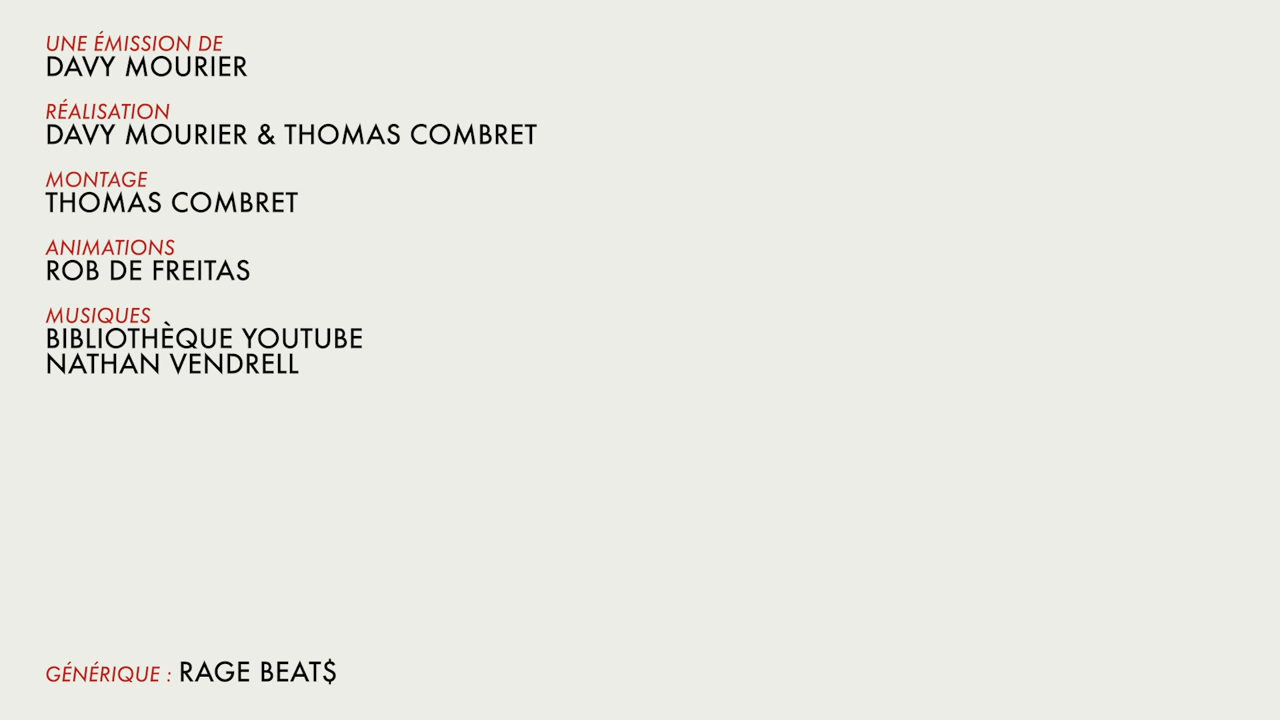 UNE ÉMISSION DE
DAVY MOURIER
RÉALISATION
DAVY MOURIER & THOMAS COMBRET
MONTAGE
THOMAS COMBRET
ANIMATIONS
ROB DE FREITAS
MUSIQUES
BIBLIOTHÈQUE YOUTUBE
NATHAN VENDRELL
GÉNÉRIQUE : RAGE BEAT$